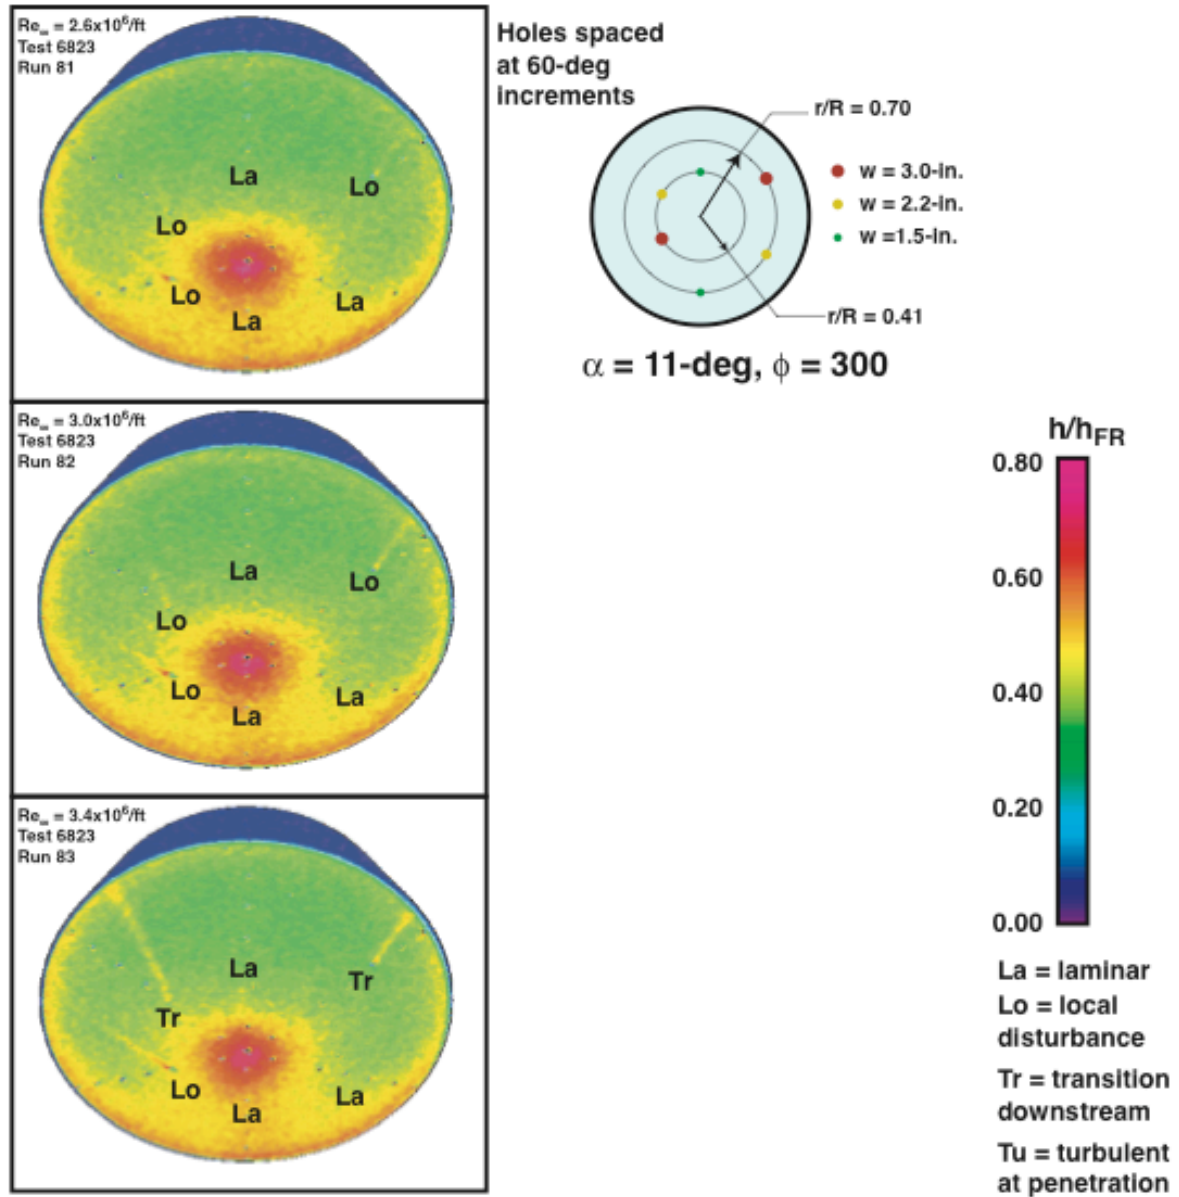 Re∞ = 2.6x10⁶/ft
Test 6823
Run 81
La
Lo
Lo
Lo
La
La
Holes spaced
at 60-deg
increments
r/R = 0.70
w = 3.0-in.
w = 2.2-in.
w =1.5-in.
r/R = 0.41
α = 11-deg, ϕ = 300
Re∞ = 3.0x10⁶/ft
Test 6823
Run 82
La
Lo
Lo
Lo
La
La
Re∞ = 3.4x10⁶/ft
Test 6823
Run 83
La
Tr
Tr
Lo
La
La
h/hFR
0.80
0.60
0.40
0.20
0.00
La = laminar
Lo = local
disturbance
Tr = transition
downstream
Tu = turbulent
at penetration